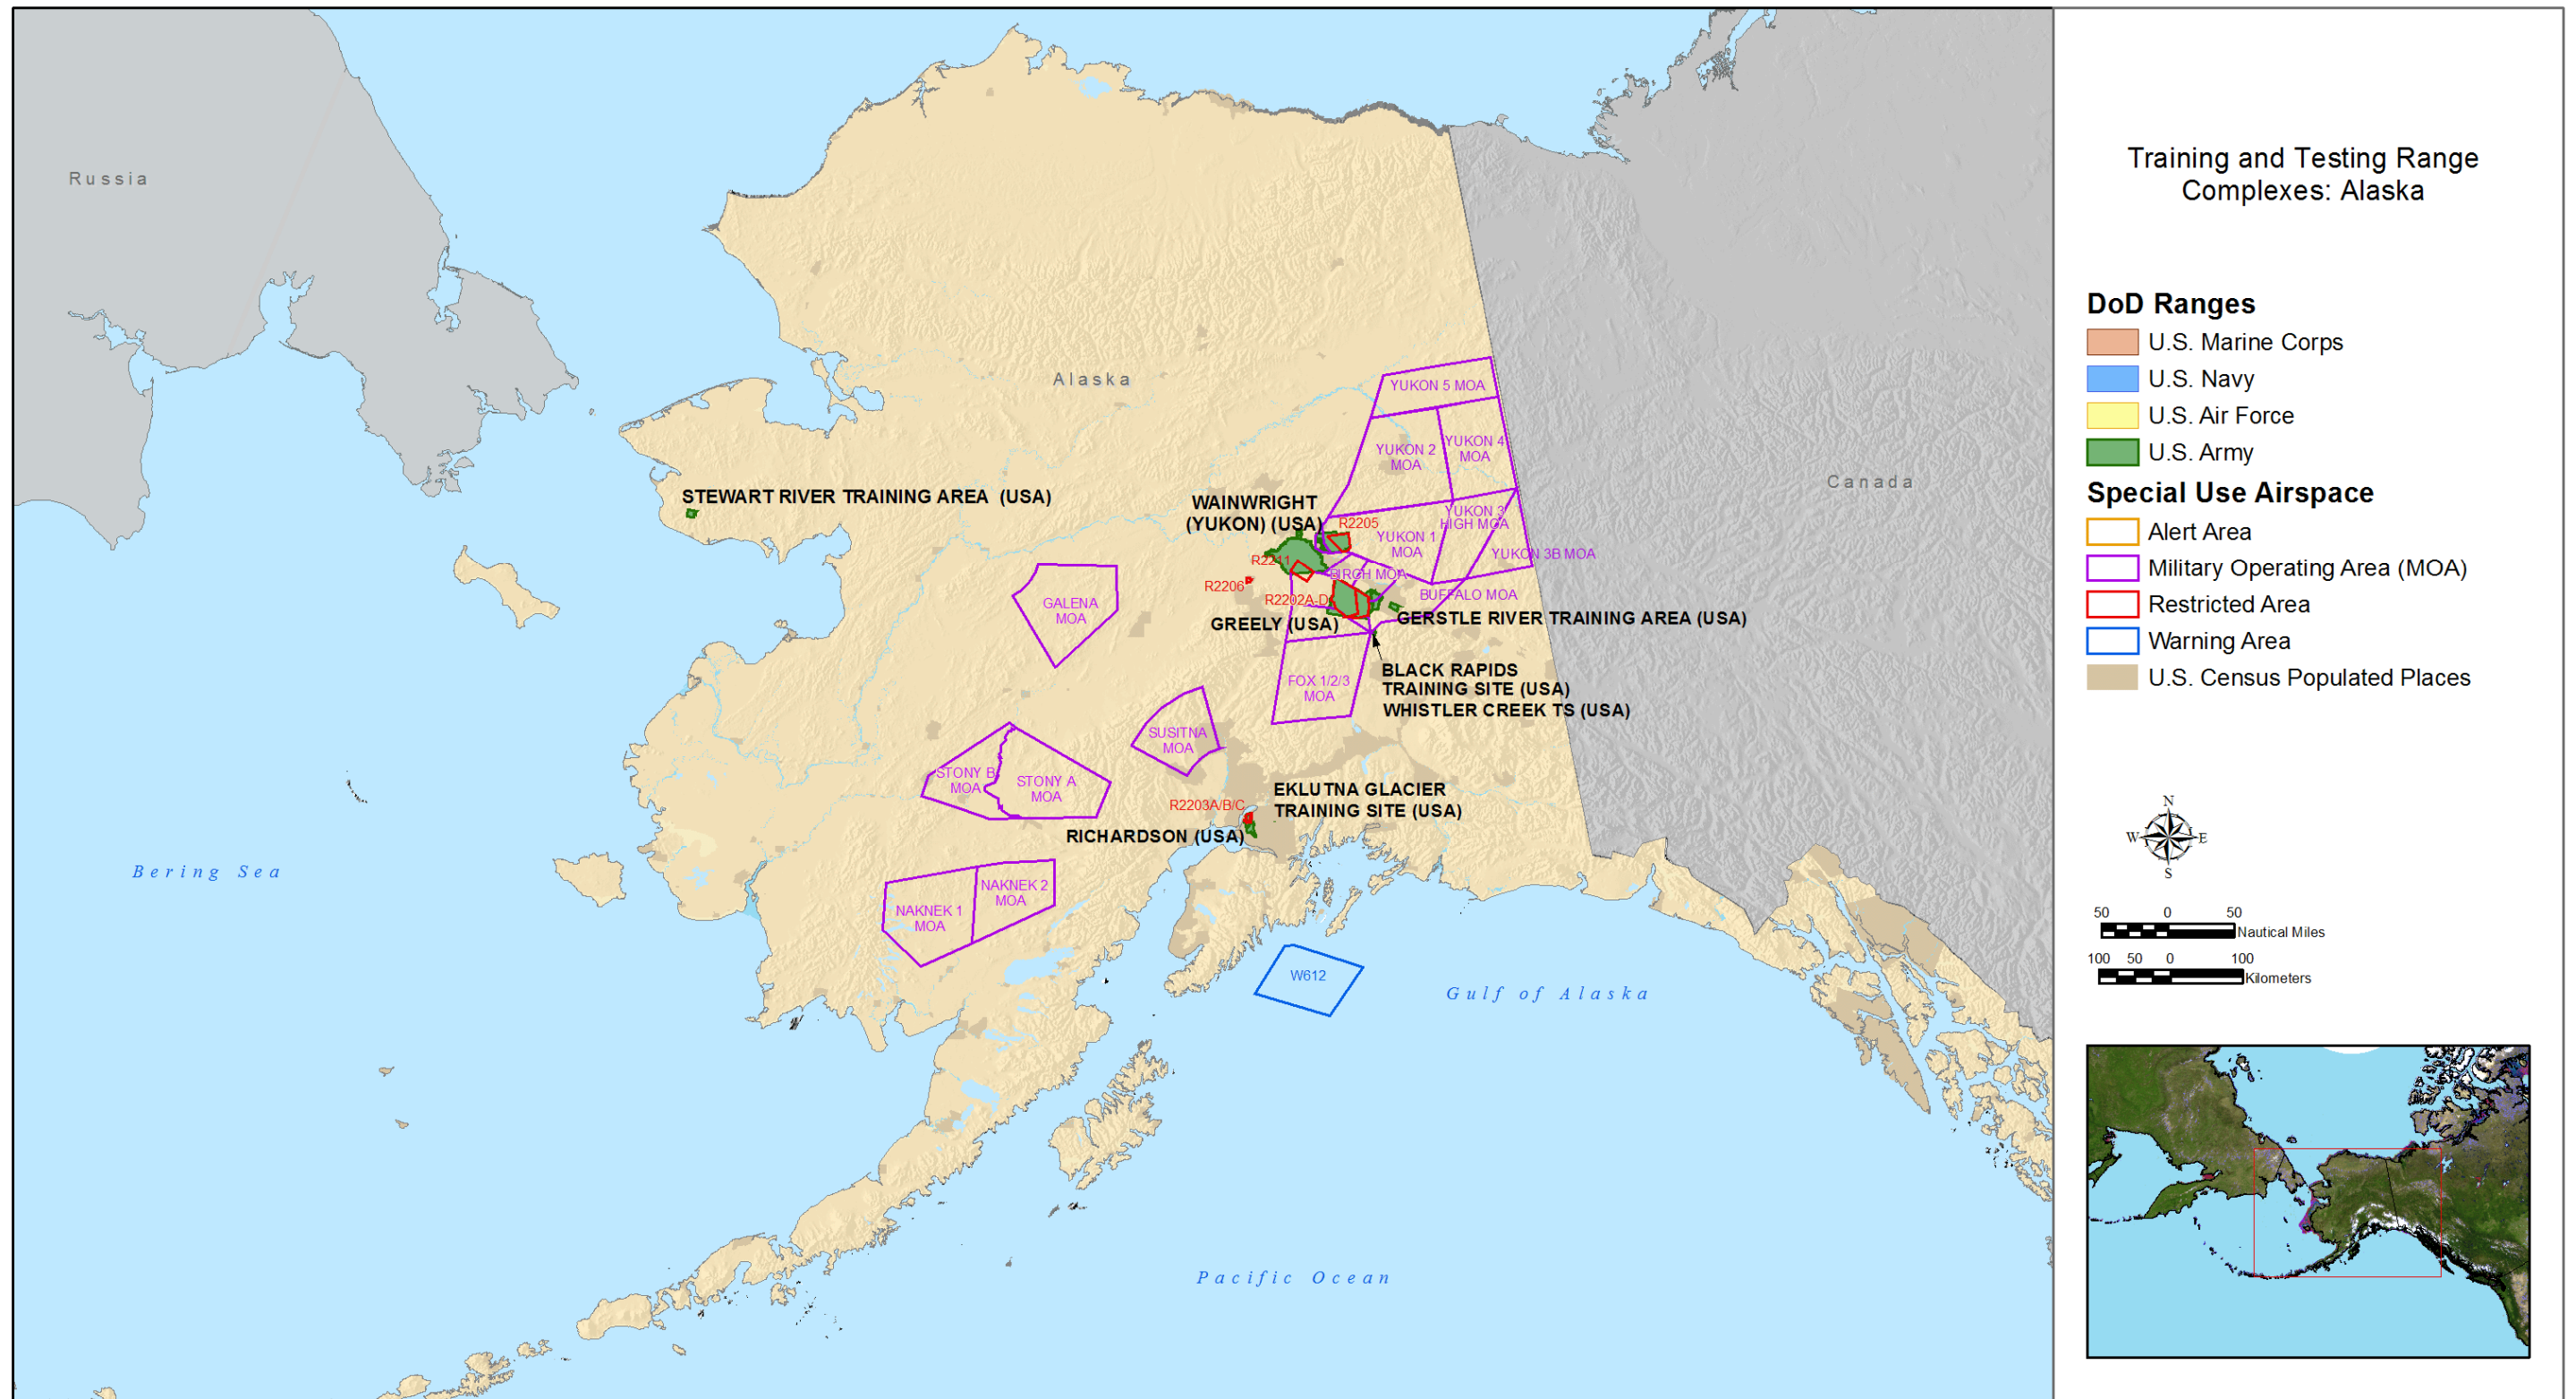 Russia
Alaska
Canada
Bering Sea
Gulf of Alaska
Pacific Ocean
YUKON 5 MOA
YUKON 2
MOA
YUKON 4
MOA
STEWART RIVER TRAINING AREA (USA)
WAINWRIGHT
(YUKON) (USA)
R2205
YUKON 3
HIGH MOA
YUKON 1
MOA
YUKON 3B MOA
R2211
BIRCH MOA
R2206
R2202A-D
BUFFALO MOA
GALENA
MOA
GREELY (USA)
GERSTLE RIVER TRAINING AREA (USA)
BLACK RAPIDS
TRAINING SITE (USA)
WHISTLER CREEK TS (USA)
FOX 1/2/3
MOA
SUSITNA
MOA
STONY B
MOA
STONY A
MOA
R2203A/B/C
EKLUTNA GLACIER
TRAINING SITE (USA)
RICHARDSON (USA)
NAKNEK 2
MOA
NAKNEK 1
MOA
W612
Training and Testing Range
Complexes: Alaska
DoD Ranges
U.S. Marine Corps
U.S. Navy
U.S. Air Force
U.S. Army
Special Use Airspace
Alert Area
Military Operating Area (MOA)
Restricted Area
Warning Area
U.S. Census Populated Places
N
W E
S
50 0 50
Nautical Miles
100 50 0 100
Kilometers